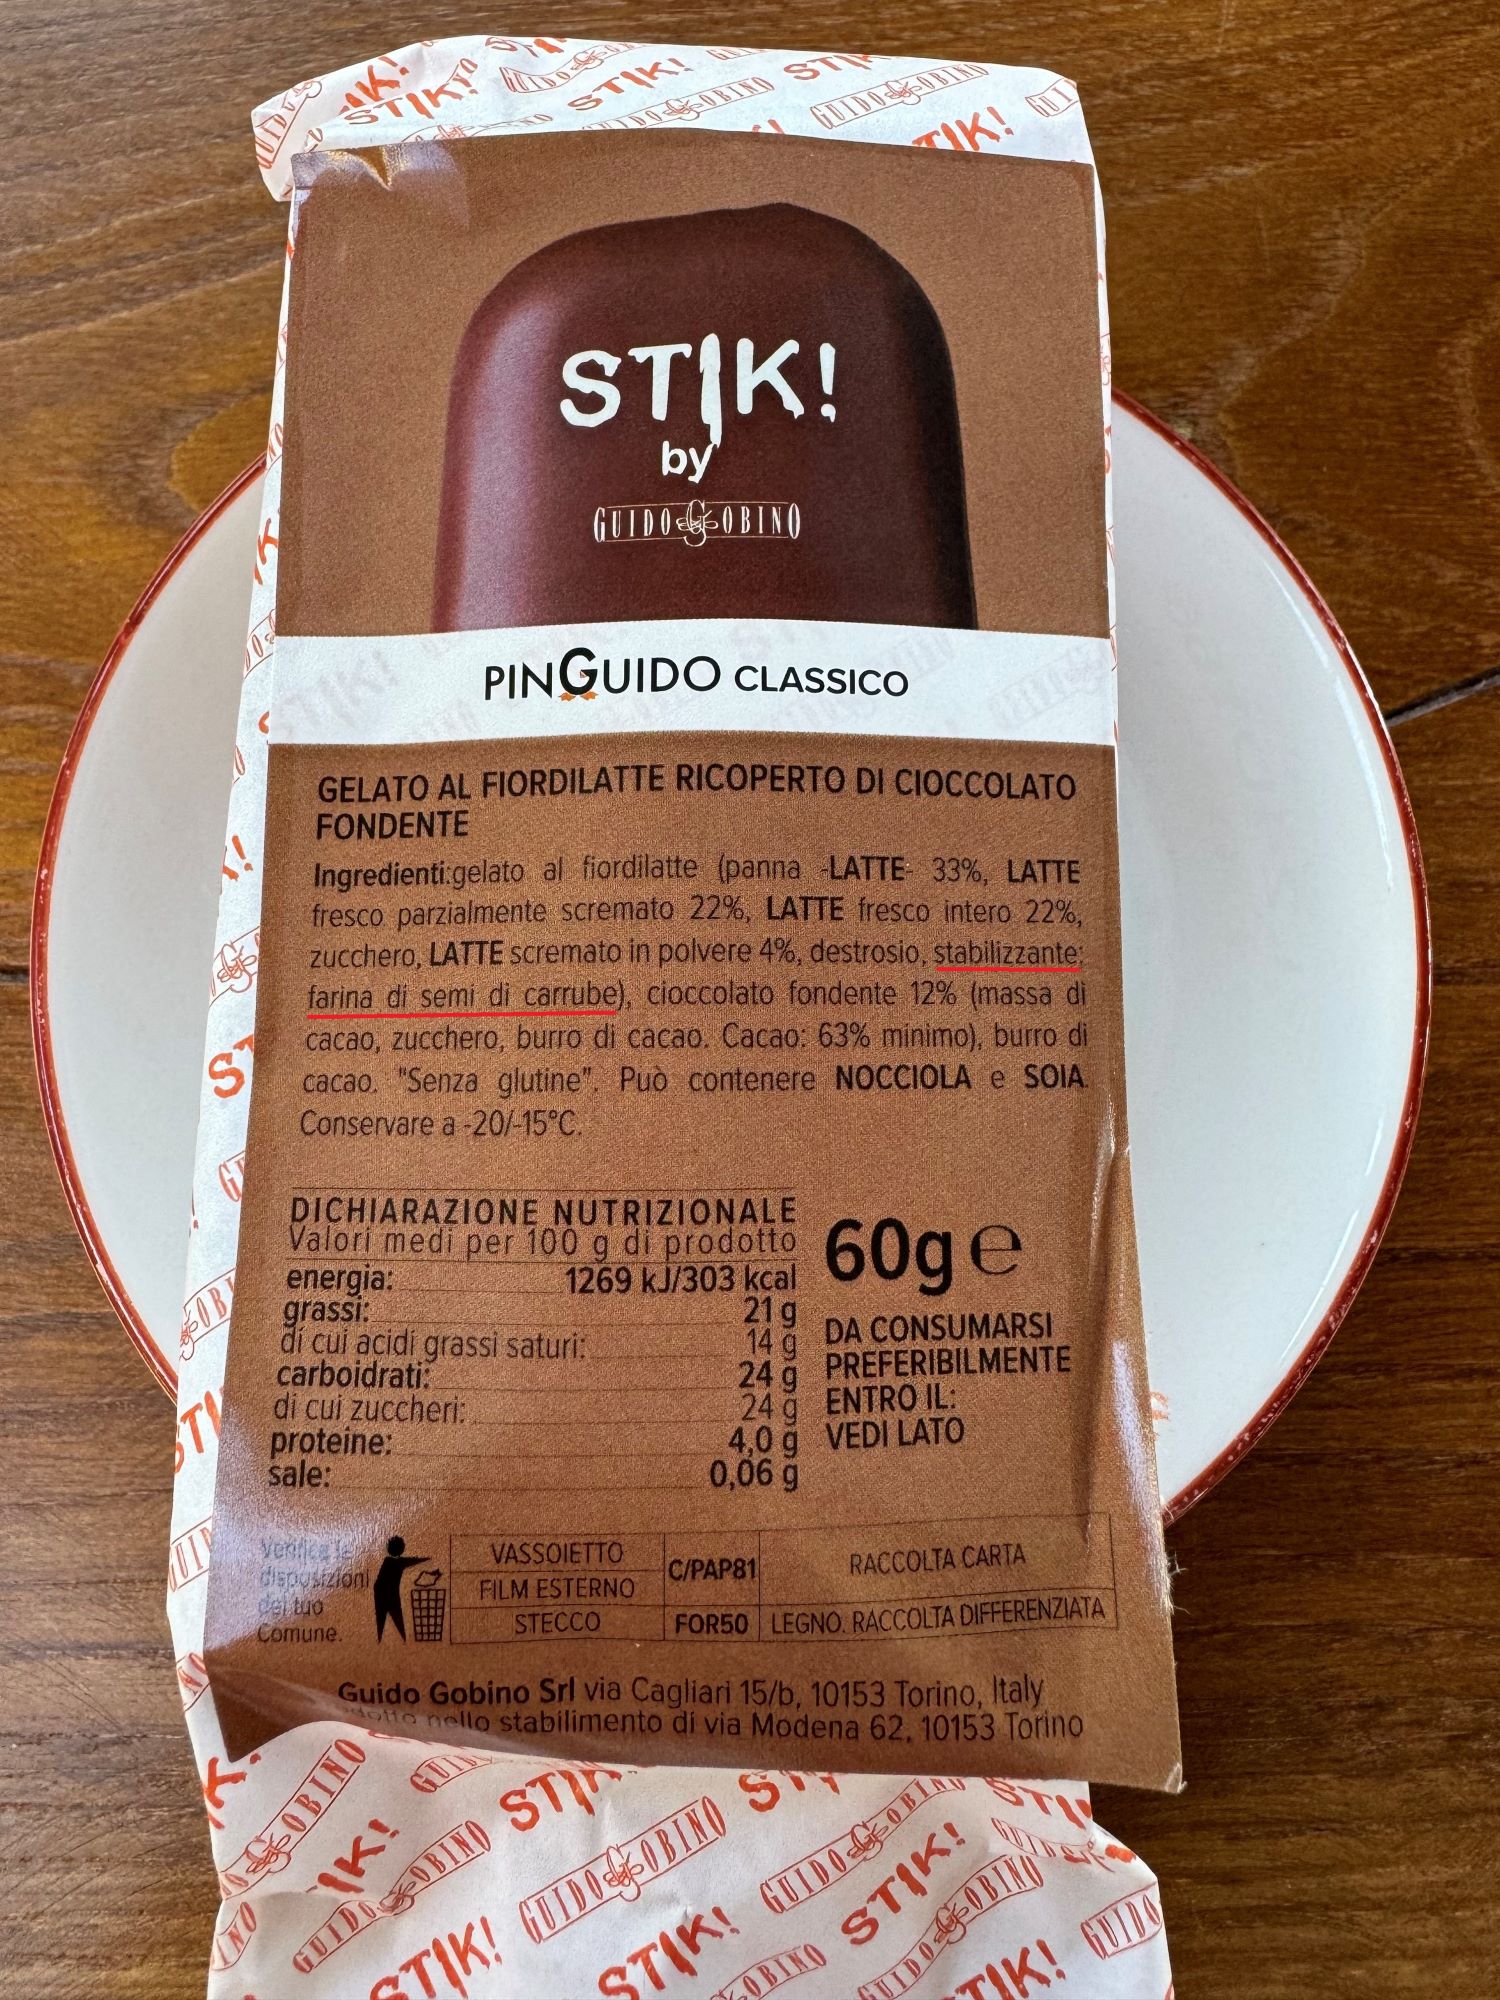 STIK!
by
GUIDO GOBINO
PINGUIDO CLASSICO
GELATO AL FIORDILATTE RICOPERTO DI CIOCCOLATO
FONDENTE
Ingredienti:gelato al fiordilatte (panna -LATTE- 33%, LATTE
fresco parzialmente scremato 22%, LATTE fresco intero 22%,
zucchero, LATTE scremato in polvere 4%, destrosio, stabilizzante:
farina di semi di carrube), cioccolato fondente 12% (massa di
cacao, zucchero, burro di cacao. Cacao: 63% minimo), burro di
cacao. "Senza glutine". Può contenere NOCCIOLA e SOIA.
Conservare a -20/-15°C.
DICHIARAZIONE NUTRIZIONALE
Valori medi per 100 g di prodotto
energia: 1269 kJ/303 kcal
grassi: 21 g
di cui acidi grassi saturi: 14 g
carboidrati: 24 g
di cui zuccheri: 24 g
proteine: 4,0 g
sale: 0,06 g
60g e
DA CONSUMARSI
PREFERIBILMENTE
ENTRO IL:
VEDI LATO
Verifica le
disposizioni
del tuo
Comune.
VASSOIETTO
FILM ESTERNO
C/PAP81
RACCOLTA CARTA
STECCO FOR50 LEGNO. RACCOLTA DIFFERENZIATA
Guido Gobino Srl via Cagliari 15/b, 10153 Torino, Italy
nello stabilimento di via Modena 62, 10153 Torino